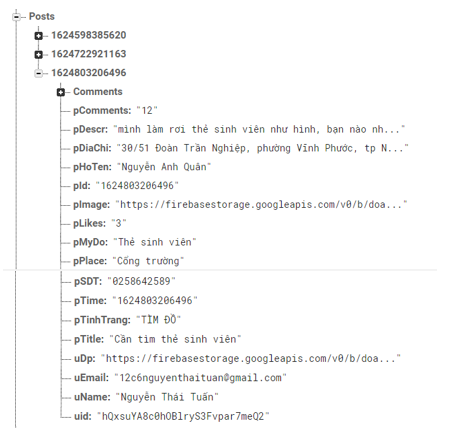 Posts
1624598385620
1624722921163
1624803206496
Comments
pComments: "12"
pDescr: "mình làm rơi thẻ sinh viên như hình, bạn nào nh..."
pDiaChi: "30/51 Đoàn Trần Nghiệp, phường Vĩnh Phước, tp N..."
pHoTen: "Nguyễn Anh Quân"
pId: "1624803206496"
pImage: "https://firebasestorage.googleapis.com/v0/b/doa..."
pLikes: "3"
pMyDo: "Thẻ sinh viên"
pPlace: "Cổng trường"
pSDT: "0258642589"
pTime: "1624803206496"
pTinhTrang: "TÌM ĐỒ"
pTitle: "Cần tìm thẻ sinh viên"
uDp: "https://firebasestorage.googleapis.com/v0/b/doa..."
uEmail: "12c6nguyenthaituan@gmail.com"
uName: "Nguyễn Thái Tuấn"
uid: "hQxsuYA8c0hOBlryS3Fvpar7meQ2"